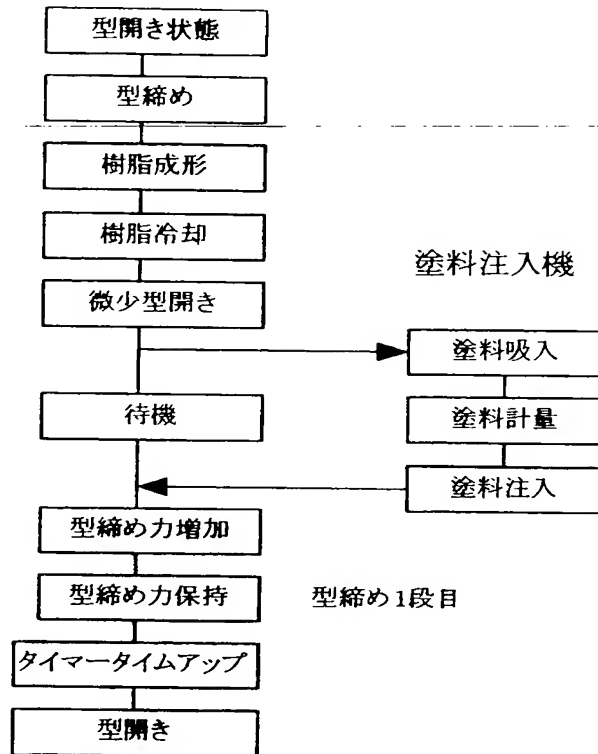 型開き状態
型締め
樹脂成形
樹脂冷却
微少型開き
塗料注入機
塗料吸入
待機
塗料計量
塗料注入
型締め力増加
型締め力保持
型締め1段目
タイマータイムアップ
型開き